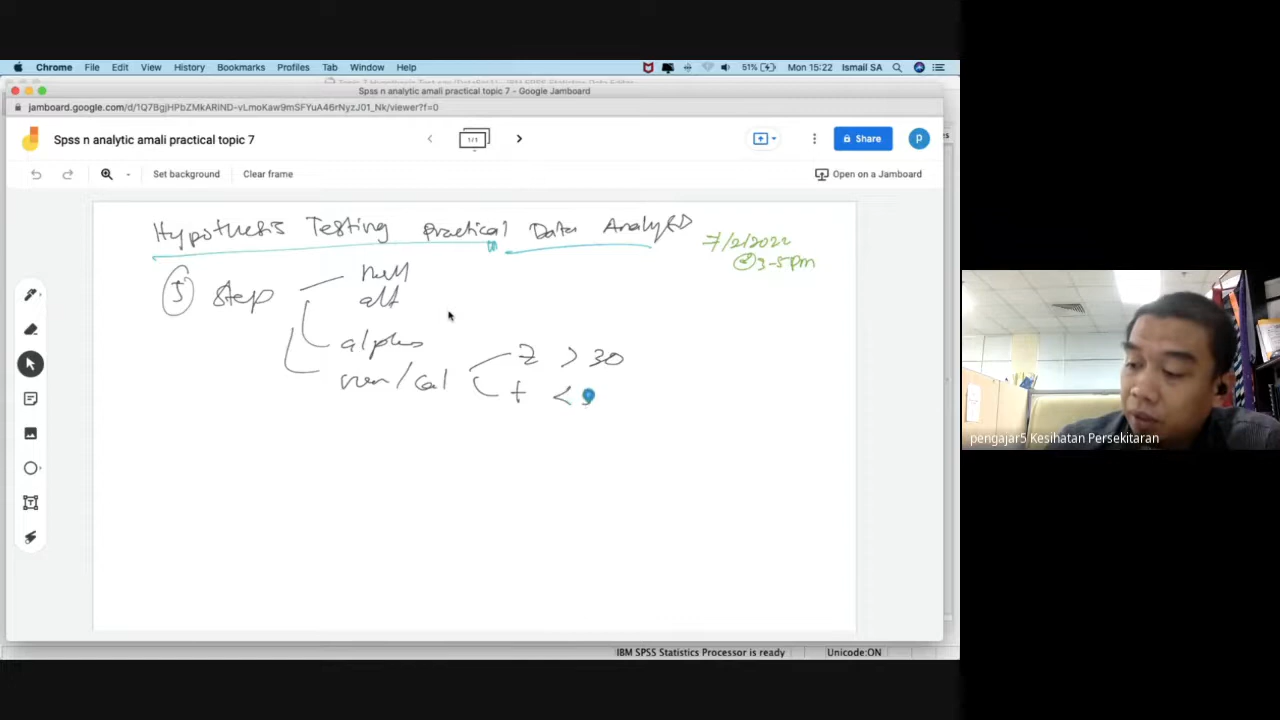 Chrome File Edit View History Bookmarks Profiles Tab Window Help 51% Mon 15:22 Ismail SA
Spss n analytic amali practical topic 7 - Google Jamboard
jamboard.google.com/d/1Q7BgjHPbZMkARIND-vLmoKaw9mSFYuA46rNyzJ01_Nk/viewer?f=0
Spss n analytic amali practical topic 7
1/1
Share
p
Set background
Clear frame
Open on a Jamboard
Hypothesis Testing Practical Data Analysis
7/2/2022
@ 3-5pm
5 step
null
alt
alpha
Z > 30
t <
IBM SPSS Statistics Processor is ready
Unicode:ON
pengajar5 Kesihatan Persekitaran